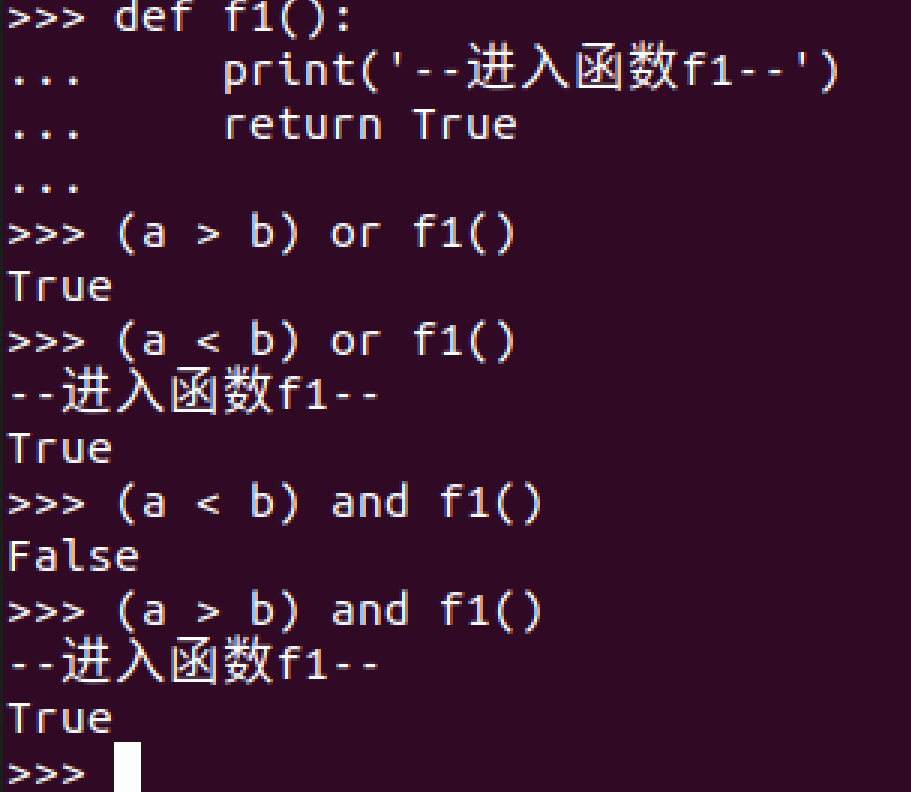 >>> def f1():
...     print('--进入函数f1--')
...     return True
...
>>> (a > b) or f1()
True
>>> (a < b) or f1()
--进入函数f1--
True
>>> (a < b) and f1()
False
>>> (a > b) and f1()
--进入函数f1--
True
>>>